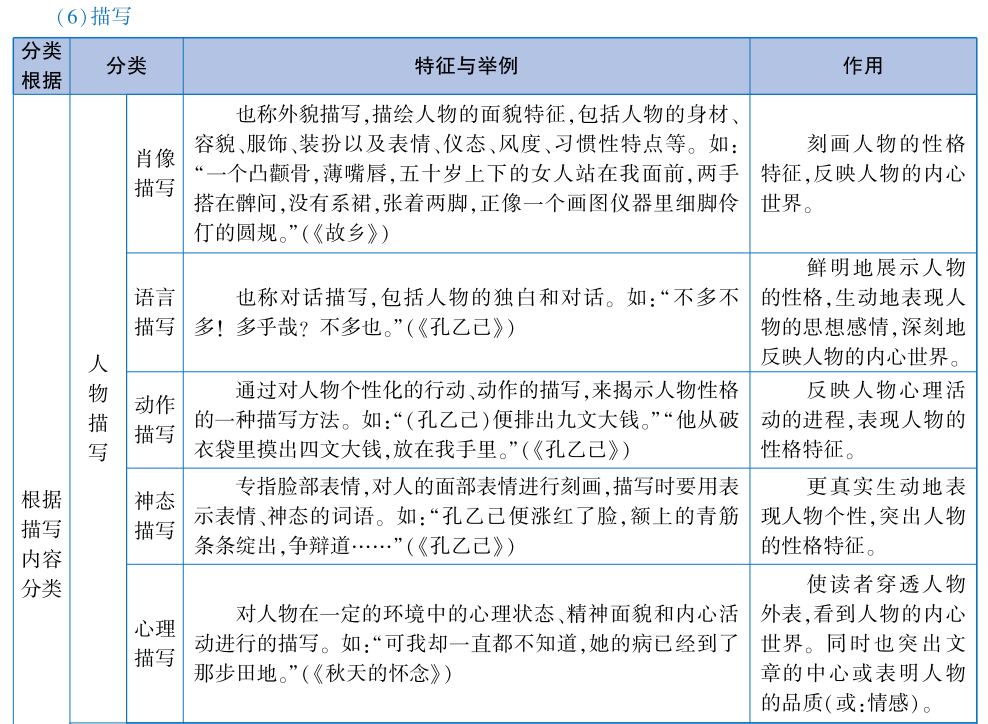 (6)描写
分类
根据
分类
特征与举例
作用
根据
描写
内容
分类
人
物
描
写
肖像
描写
也称外貌描写,描绘人物的面貌特征,包括人物的身材、
容貌、服饰、装扮以及表情、仪态、风度、习惯性特点等。如:
“一个凸颧骨,薄嘴唇,五十岁上下的女人站在我面前,两手
搭在髀间,没有系裙,张着两脚,正像一个画图仪器里细脚伶
仃的圆规。”(《故乡》)
刻画人物的性格
特征,反映人物的内心
世界。
语言
描写
也称对话描写,包括人物的独白和对话。如:“不多不
多!多乎哉?不多也。”(《孔乙己》)
鲜明地展示人物
的性格,生动地表现人
物的思想感情,深刻地
反映人物的内心世界。
动作
描写
通过对人物个性化的行动、动作的描写,来揭示人物性格
的一种描写方法。如:“(孔乙己)便排出九文大钱。”“他从破
衣袋里摸出四文大钱,放在我手里。”(《孔乙己》)
反映人物心理活
动的进程,表现人物的
性格特征。
神态
描写
专指脸部表情,对人的面部表情进行刻画,描写时要用表
示表情、神态的词语。如:“孔乙己便涨红了脸,额上的青筋
条条绽出,争辩道……”(《孔乙己》)
更真实生动地表
现人物个性,突出人物
的性格特征。
心理
描写
对人物在一定的环境中的心理状态、精神面貌和内心活
动进行的描写。如:“可我却一直都不知道,她的病已经到了
那步田地。”(《秋天的怀念》)
使读者穿透人物
外表,看到人物的内心
世界。同时也突出文
章的中心或表明人物
的品质(或:情感)。